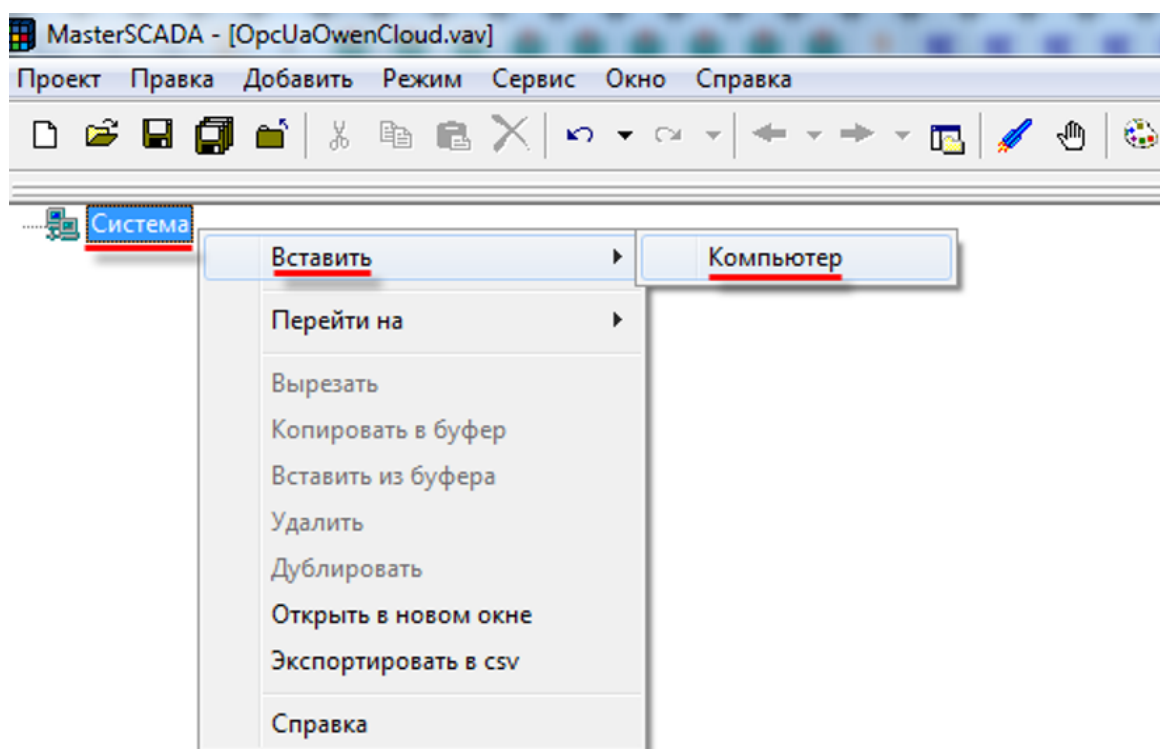 MasterSCADA - [OpcUaOwenCloud.vav]
Проект Правка Добавить Режим Сервис Окно Справка
Система
Вставить Компьютер
Перейти на
Вырезать
Копировать в буфер
Вставить из буфера
Удалить
Дублировать
Открыть в новом окне
Экспортировать в csv
Справка